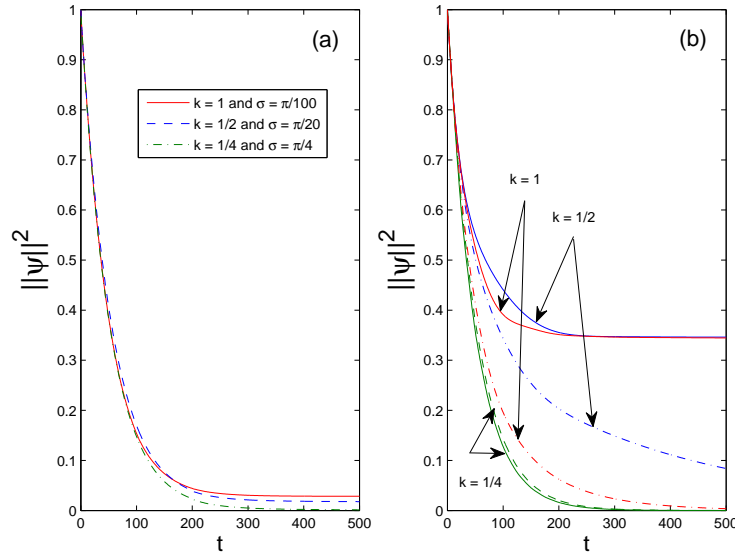 (a)
k = 1 and σ = π/100
k = 1/2 and σ = π/20
k = 1/4 and σ = π/4
||ψ||²
1
0.9
0.8
0.7
0.6
0.5
0.4
0.3
0.2
0.1
0
0 100 200 300 400 500
t
(b)
k = 1
k = 1/2
k = 1/4
||ψ||²
1
0.9
0.8
0.7
0.6
0.5
0.4
0.3
0.2
0.1
0
0 100 200 300 400 500
t